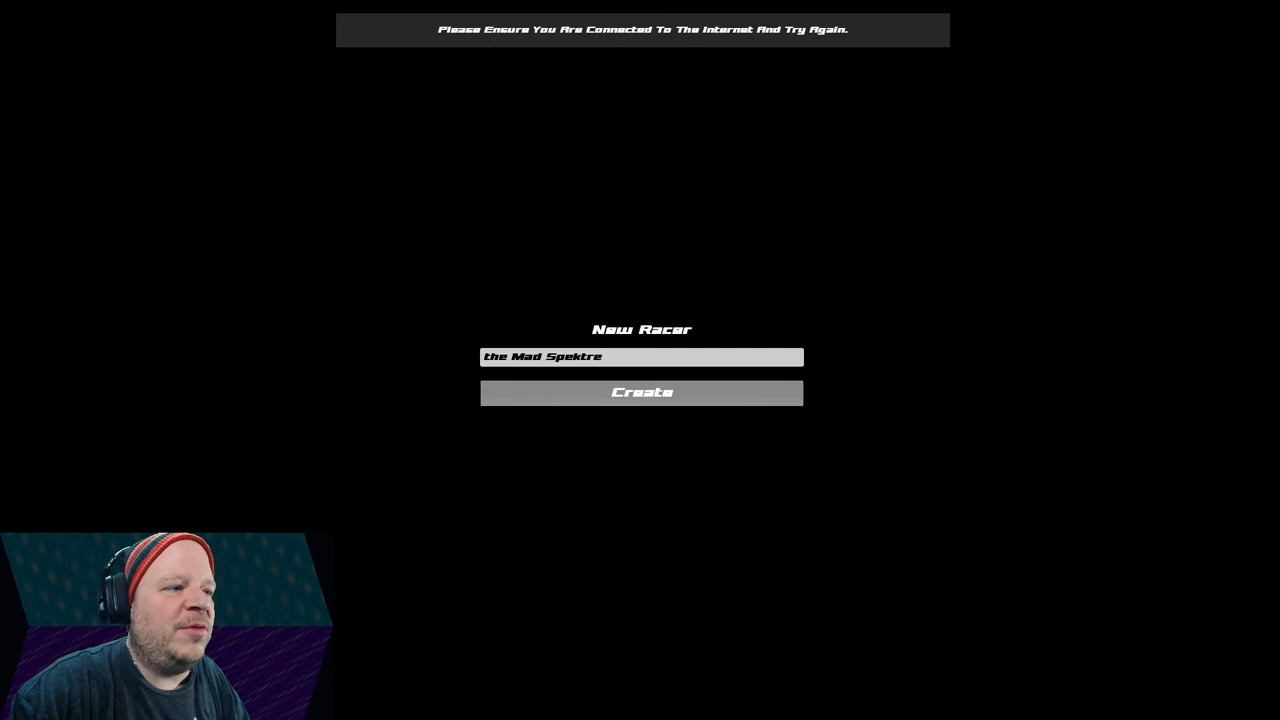 Please Ensure You Are Connected To The Internet And Try Again.
New Racer
the Mad Spektre
Create